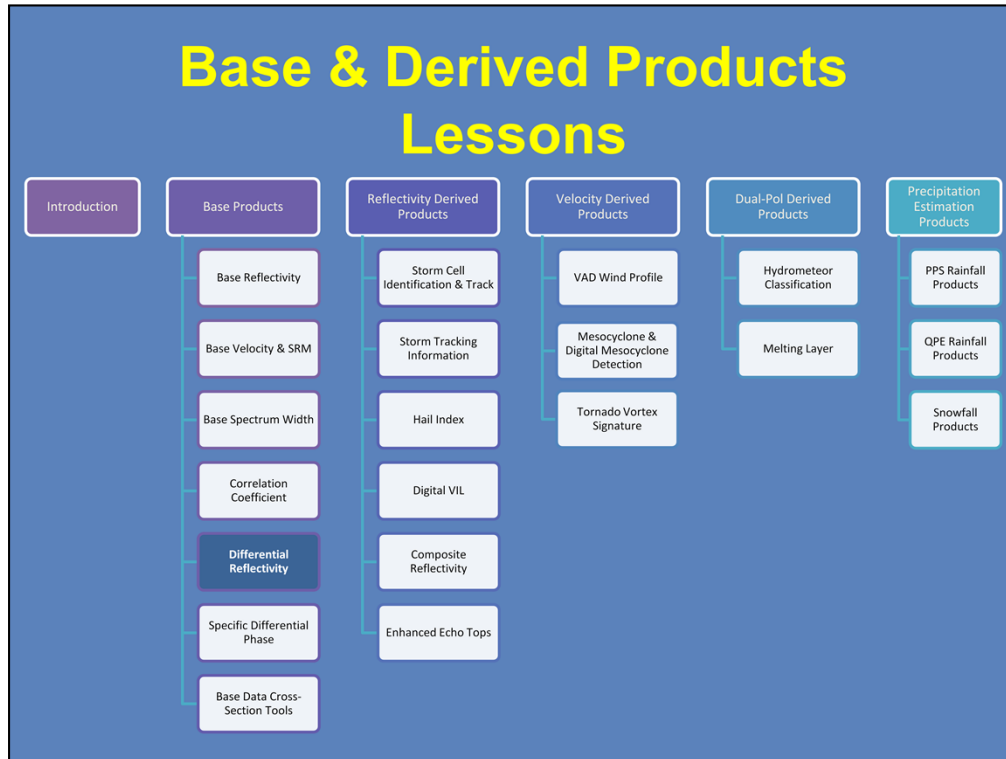 Base & Derived Products
Lessons
Introduction
Base Products
Base Reflectivity
Base Velocity & SRM
Base Spectrum Width
Correlation
Coefficient
Differential
Reflectivity
Specific Differential
Phase
Base Data Cross-
Section Tools
Reflectivity Derived
Products
Storm Cell
Identification & Track
Storm Tracking
Information
Hail Index
Digital VIL
Composite
Reflectivity
Enhanced Echo Tops
Velocity Derived
Products
VAD Wind Profile
Mesocyclone &
Digital Mesocyclone
Detection
Tornado Vortex
Signature
Dual-Pol Derived
Products
Hydrometeor
Classification
Melting Layer
Precipitation
Estimation
Products
PPS Rainfall
Products
QPE Rainfall
Products
Snowfall
Products